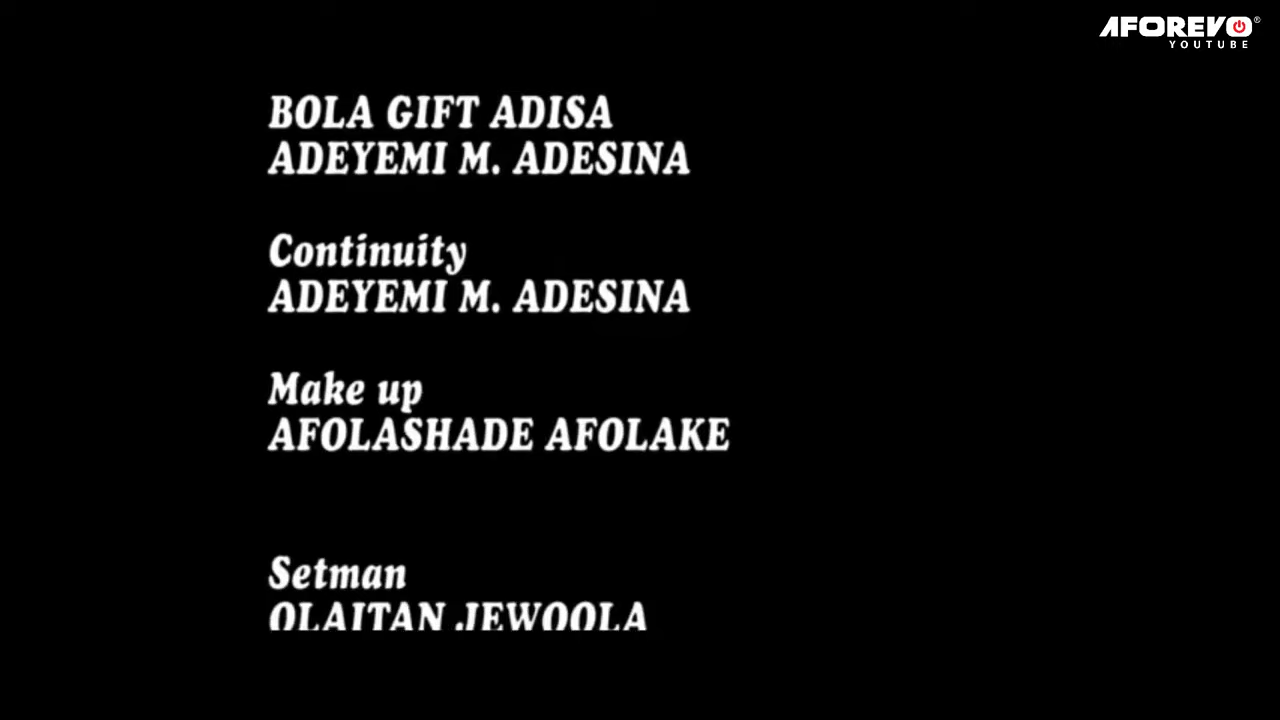 AFOREVO®
YOUTUBE
BOLA GIFT ADISA
ADEYEMI M. ADESINA
Continuity
ADEYEMI M. ADESINA
Make up
AFOLASHADE AFOLAKE
Setman
OLAITAN JEWOOLA